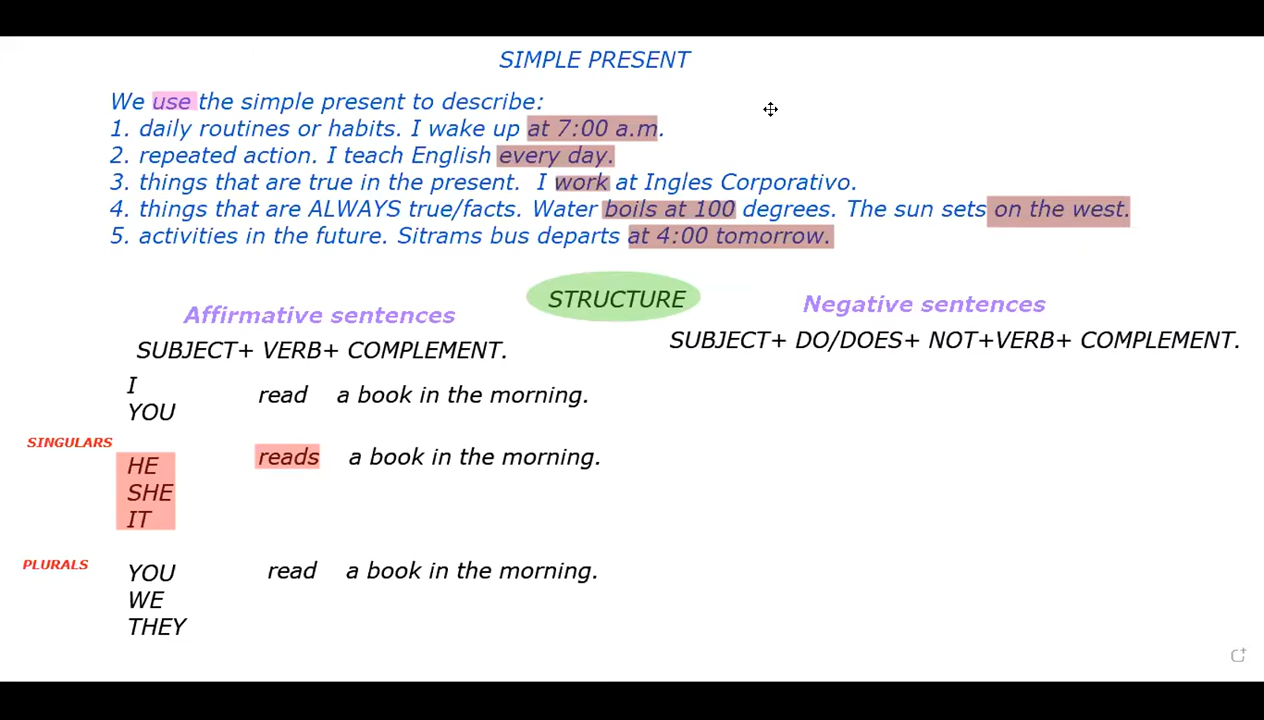 SIMPLE PRESENT
We use the simple present to describe:
1. daily routines or habits. I wake up at 7:00 a.m.
2. repeated action. I teach English every day.
3. things that are true in the present.  I work at Ingles Corporativo.
4. things that are ALWAYS true/facts. Water boils at 100 degrees. The sun sets on the west.
5. activities in the future. Sitrams bus departs at 4:00 tomorrow.
STRUCTURE
Affirmative sentences
SUBJECT+ VERB+ COMPLEMENT.
I
YOU
read a book in the morning.
SINGULARS
HE
SHE
IT
reads a book in the morning.
PLURALS
YOU
WE
THEY
read a book in the morning.
Negative sentences
SUBJECT+ DO/DOES+ NOT+VERB+ COMPLEMENT.